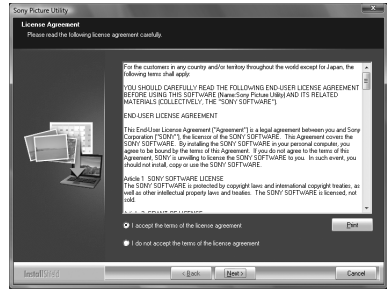 Sony Picture Utility
License Agreement
Please read the following license agreement carefully.
For the customers in any country and/or territory throughout the world except for Japan, the
following terms shall apply:
YOU SHOULD CAREFULLY READ THE FOLLOWING END-USER LICENSE AGREEMENT
BEFORE USING THIS SOFTWARE (Name:Sony Picture Utility) AND ITS RELATED
MATERIALS (COLLECTIVELY, THE "SONY SOFTWARE").
END-USER LICENSE AGREEMENT
This End-User License Agreement ("Agreement") is a legal agreement between you and Sony
Corporation ("SONY"), the licensor of the SONY SOFTWARE. This Agreement covers the
SONY SOFTWARE. By installing the SONY SOFTWARE in your personal computer, you
agree to be bound by the terms of this Agreement. If you do not agree to the terms of this
Agreement, SONY is unwilling to license the SONY SOFTWARE to you. In such event, you
should not install, copy or use the SONY SOFTWARE.
Article 1 SONY SOFTWARE LICENSE
The SONY SOFTWARE is protected by copyright laws and international copyright treaties, as
well as other intellectual property laws and treaties. The SONY SOFTWARE is licensed, not
sold.
I accept the terms of the license agreement
Print
I do not accept the terms of the license agreement
InstallShield
< Back
Next >
Cancel